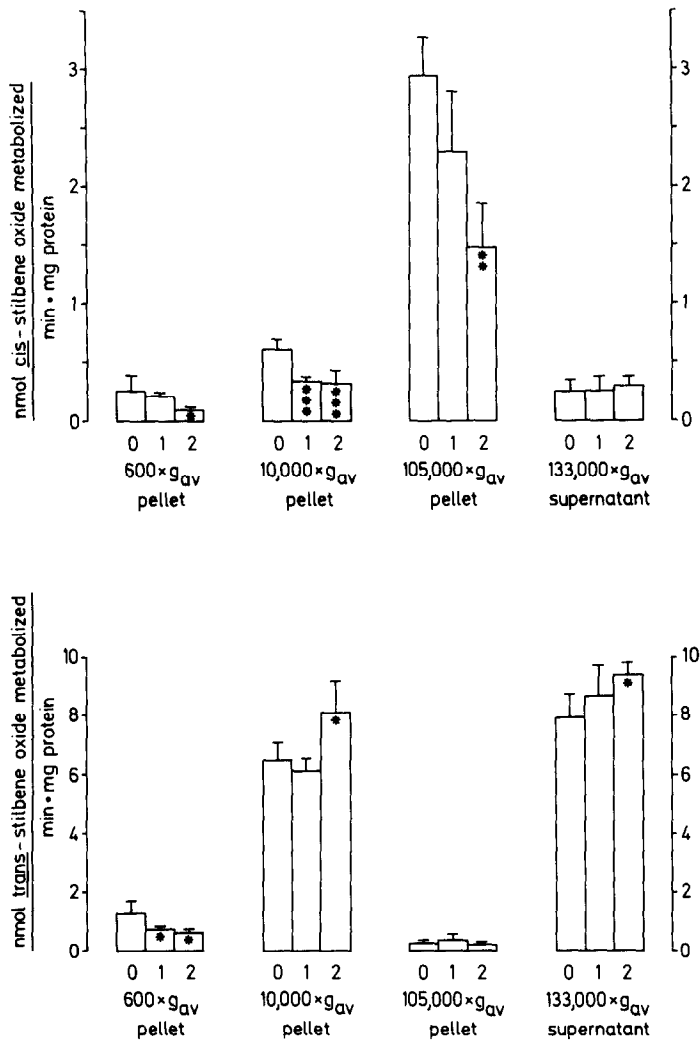 nmol cis-stilbene oxide metabolized
min • mg protein
3
2
1
0
3
2
1
0
0 1 2
0 1 2
0 1 2
0 1 2
600×gav
pellet
10,000×gav
pellet
105,000×gav
pellet
133,000×gav
supernatant
nmol trans-stilbene oxide metabolized
min • mg protein
10
8
6
4
2
0
10
8
6
4
2
0
0 1 2
0 1 2
0 1 2
0 1 2
600×gav
pellet
10,000×gav
pellet
105,000×gav
pellet
133,000×gav
supernatant